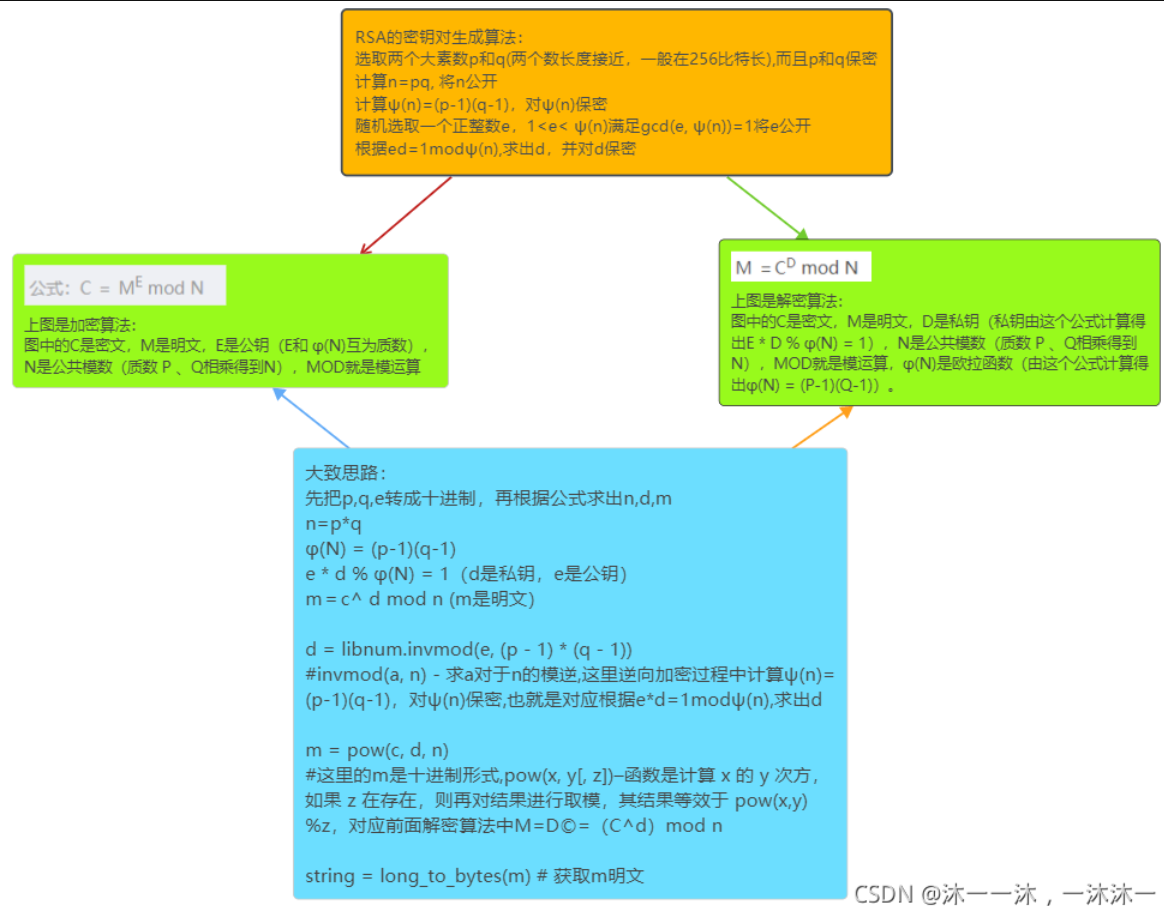 RSA的密钥对生成算法：
选取两个大素数p和q(两个数长度接近，一般在256比特长),而且p和q保密
计算n=pq, 将n公开
计算ψ(n)=(p-1)(q-1)，对ψ(n)保密
随机选取一个正整数e，1<e< ψ(n)满足gcd(e, ψ(n))=1将e公开
根据ed=1modψ(n),求出d，并对d保密
公式：C = M^E mod N
上图是加密算法：
图中的C是密文，M是明文，E是公钥（E和 φ(N)互为质数），
N是公共模数（质数 P 、Q相乘得到N），MOD就是模运算
M = C^D mod N
上图是解密算法：
图中的C是密文，M是明文，D是私钥（私钥由这个公式计算得
出E * D % φ(N) = 1），N是公共模数（质数 P 、Q相乘得到
N），MOD就是模运算，φ(N)是欧拉函数（由这个公式计算得
出φ(N) = (P-1)(Q-1)）。
大致思路：
先把p,q,e转成十进制，再根据公式求出n,d,m
n=p*q
φ(N) = (p-1)(q-1)
e * d % φ(N) = 1（d是私钥，e是公钥）
m＝c^ d mod n (m是明文)
d = libnum.invmod(e, (p - 1) * (q - 1))
#invmod(a, n) - 求a对于n的模逆,这里逆向加密过程中计算ψ(n)=
(p-1)(q-1)，对ψ(n)保密,也就是对应根据e*d=1modψ(n),求出d
m = pow(c, d, n)
#这里的m是十进制形式,pow(x, y[, z])–函数是计算 x 的 y 次方，
如果 z 在存在，则再对结果进行取模，其结果等效于 pow(x,y)
%z，对应前面解密算法中M=D©=（C^d）mod n
string = long_to_bytes(m) # 获取m明文
CSDN @沐一一沐，一沐沐一